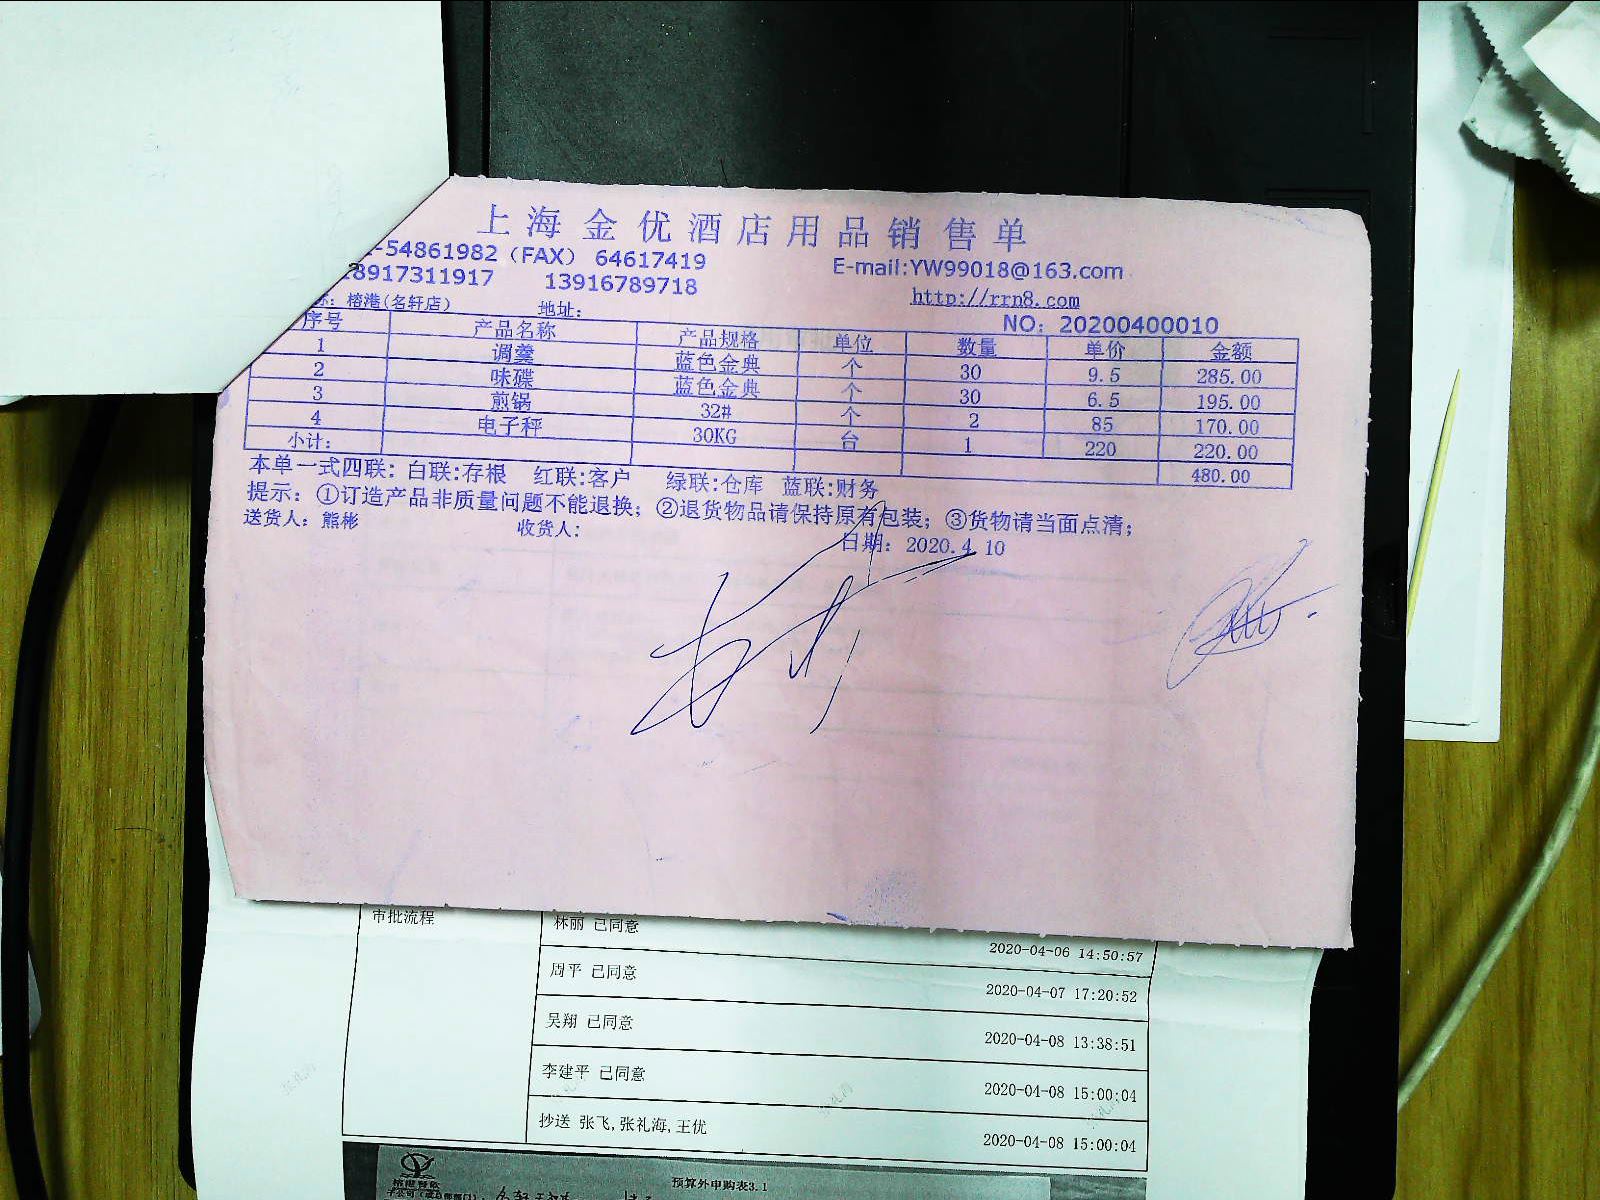 上海金优酒店用品销售单
-54861982（FAX） 64617419
18917311917 13916789718
E-mail:YW99018@163.com
http://rrn8.com
称：榕港(名轩店) 地址：
NO：20200400010
序号 产品名称 产品规格 单位 数量 单价 金额
1 调羹 蓝色金典 个 30 9.5 285.00
2 味碟 蓝色金典 个 30 6.5 195.00
3 煎锅 32# 个 2 85 170.00
4 电子秤 30KG 台 1 220 220.00
小计： 480.00
本单一式四联：白联:存根 红联:客户 绿联:仓库 蓝联:财务
提示：①订造产品非质量问题不能退换；②退货物品请保持原有包装；③货物请当面点清；
送货人：熊彬 收货人： 日期：2020.4.10
审批流程
林丽 已同意 2020-04-06 14:50:57
周平 已同意 2020-04-07 17:20:52
吴翔 已同意 2020-04-08 13:38:51
李建平 已同意 2020-04-08 15:00:04
抄送 张飞,张礼海,王优 2020-04-08 15:00:04
预算外申购表3.1